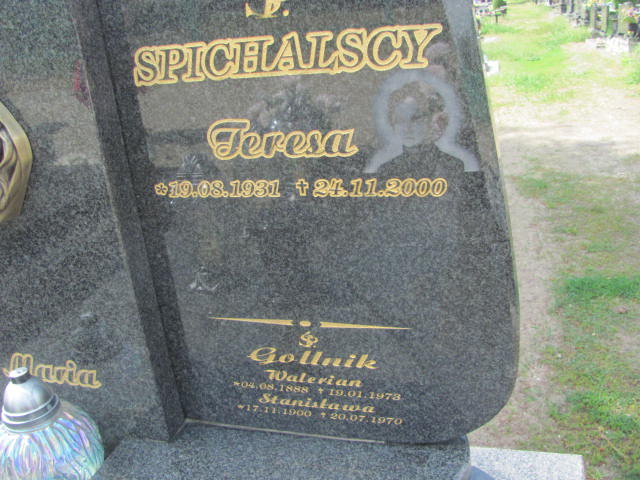 Ś.P.
SPICHALSCY
Teresa
*19.08.1931 †24.11.2000
Maria
Ś.P.
Gollnik
Walerian
*04.08.1888 † 19.01.1973
Stanisława
*17.11.1900 † 20.07.1970